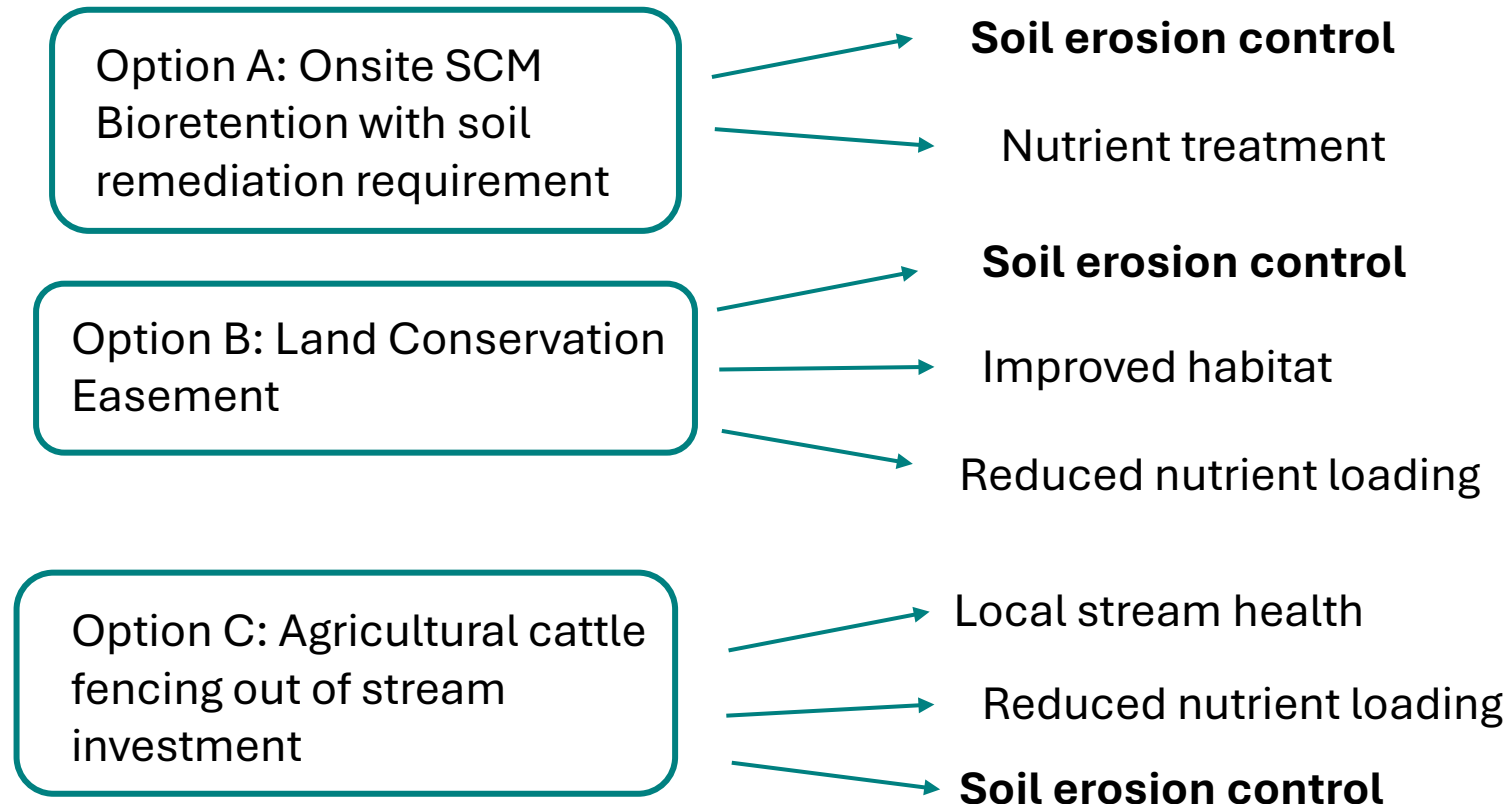 Option A: Onsite SCM
Bioretention with soil
remediation requirement
Soil erosion control
Nutrient treatment
Option B: Land Conservation
Easement
Soil erosion control
Improved habitat
Reduced nutrient loading
Option C: Agricultural cattle
fencing out of stream
investment
Local stream health
Reduced nutrient loading
Soil erosion control